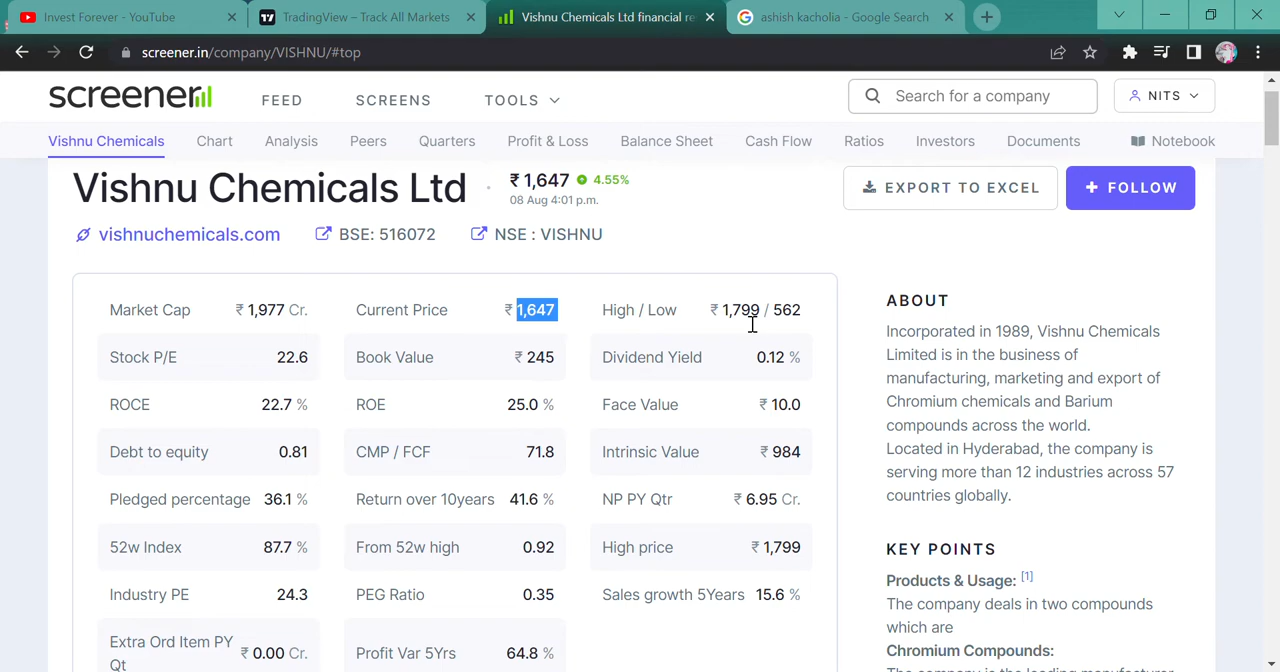 Invest Forever - YouTube
TradingView – Track All Markets
Vishnu Chemicals Ltd financial re
ashish kacholia - Google Search
screener.in/company/VISHNU/#top
screener
FEED
SCREENS
TOOLS
Search for a company
NITS
Vishnu Chemicals
Chart
Analysis
Peers
Quarters
Profit & Loss
Balance Sheet
Cash Flow
Ratios
Investors
Documents
Notebook
Vishnu Chemicals Ltd
₹ 1,647 4.55%
08 Aug 4:01 p.m.
EXPORT TO EXCEL
FOLLOW
vishnuchemicals.com
BSE: 516072
NSE : VISHNU
Market Cap ₹ 1,977 Cr.
Current Price ₹ 1,647
High / Low ₹ 1,799 / 562
Stock P/E 22.6
Book Value ₹ 245
Dividend Yield 0.12 %
ROCE 22.7 %
ROE 25.0 %
Face Value ₹ 10.0
Debt to equity 0.81
CMP / FCF 71.8
Intrinsic Value ₹ 984
Pledged percentage 36.1 %
Return over 10years 41.6 %
NP PY Qtr ₹ 6.95 Cr.
52w Index 87.7 %
From 52w high 0.92
High price ₹ 1,799
Industry PE 24.3
PEG Ratio 0.35
Sales growth 5Years 15.6 %
Extra Ord Item PY
Qt ₹ 0.00 Cr.
Profit Var 5Yrs 64.8 %
ABOUT
Incorporated in 1989, Vishnu Chemicals
Limited is in the business of
manufacturing, marketing and export of
Chromium chemicals and Barium
compounds across the world.
Located in Hyderabad, the company is
serving more than 12 industries across 57
countries globally.
KEY POINTS
Products & Usage: [1]
The company deals in two compounds
which are
Chromium Compounds: